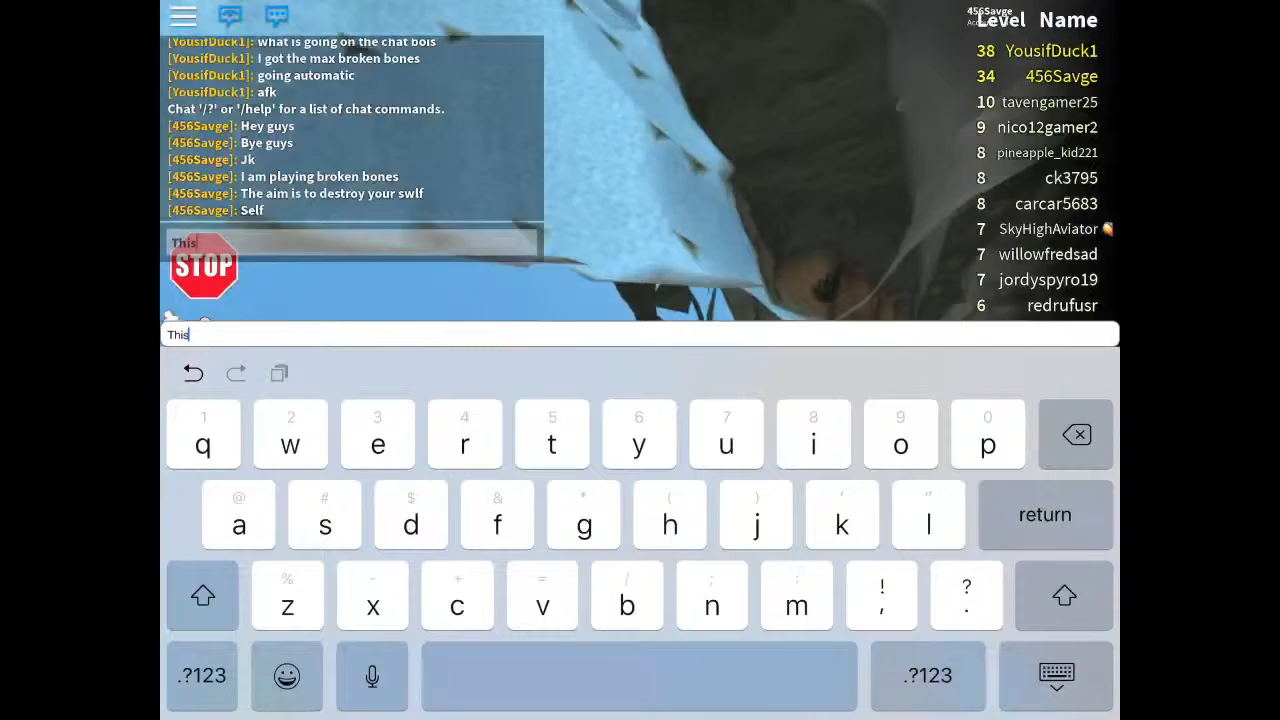 [YousifDuck1]: what is going on the chat bois
[YousifDuck1]: I got the max broken bones
[YousifDuck1]: going automatic
[YousifDuck1]: afk
Chat '/?' or '/help' for a list of chat commands.
[456Savge]: Hey guys
[456Savge]: Bye guys
[456Savge]: Jk
[456Savge]: I am playing broken bones
[456Savge]: The aim is to destroy your swlf
[456Savge]: Self
This
STOP
456Savge
Level Name
38 YousifDuck1
34 456Savge
10 tavengamer25
9 nico12gamer2
8 pineapple_kid221
8 ck3795
8 carcar5683
7 SkyHighAviator
7 willowfredsad
7 jordyspyro19
6 redrufusr
This
1 2 3 4 5 6 7 8 9 0
q w e r t y u i o p
@ # $ & * ( ) ' "
a s d f g h j k l return
% - + = / ; : ! ?
z x c v b n m , .
.?123 .?123